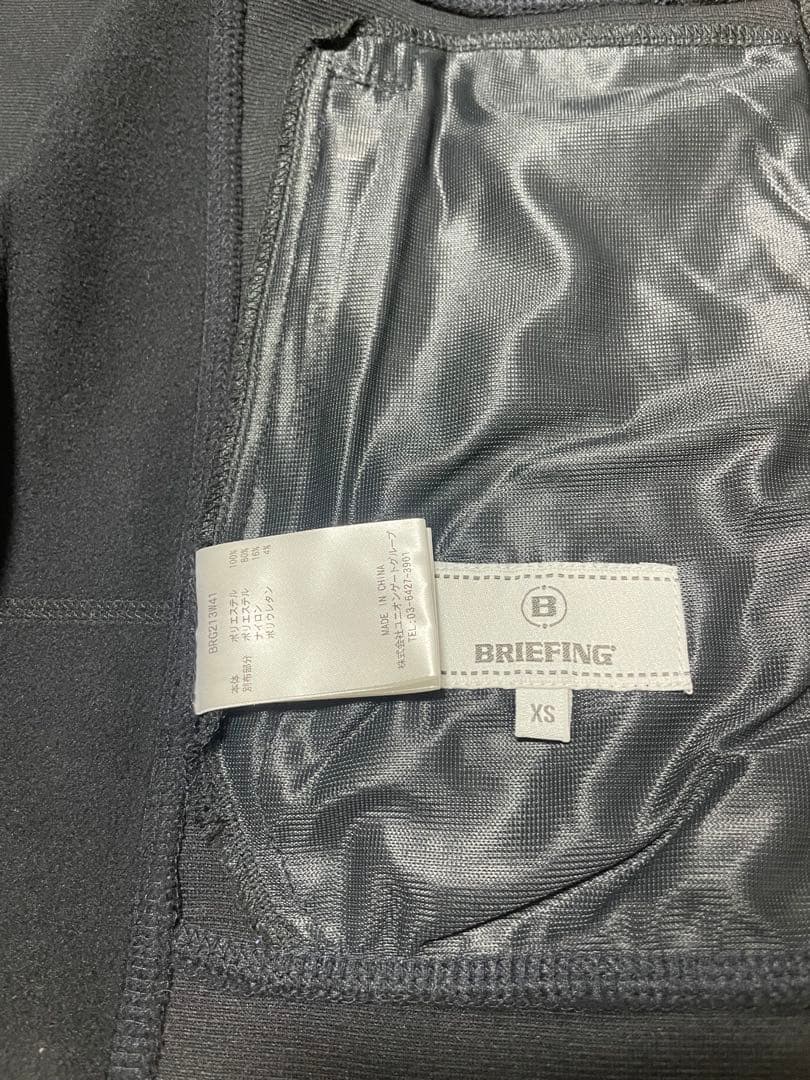 BRG213W41
本体 ポリエステル 100%
別布部分 ポリエステル 80%
ナイロン 16%
ポリウレタン 4%
MADE IN CHINA
株式会社ユニオンゲートグループ
TEL:03-6427-3901
B
BRIEFING
XS